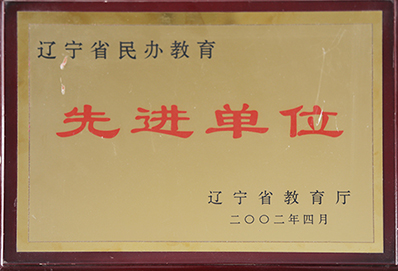 辽宁省民办教育
先进单位
辽宁省教育厅
二〇〇二年四月